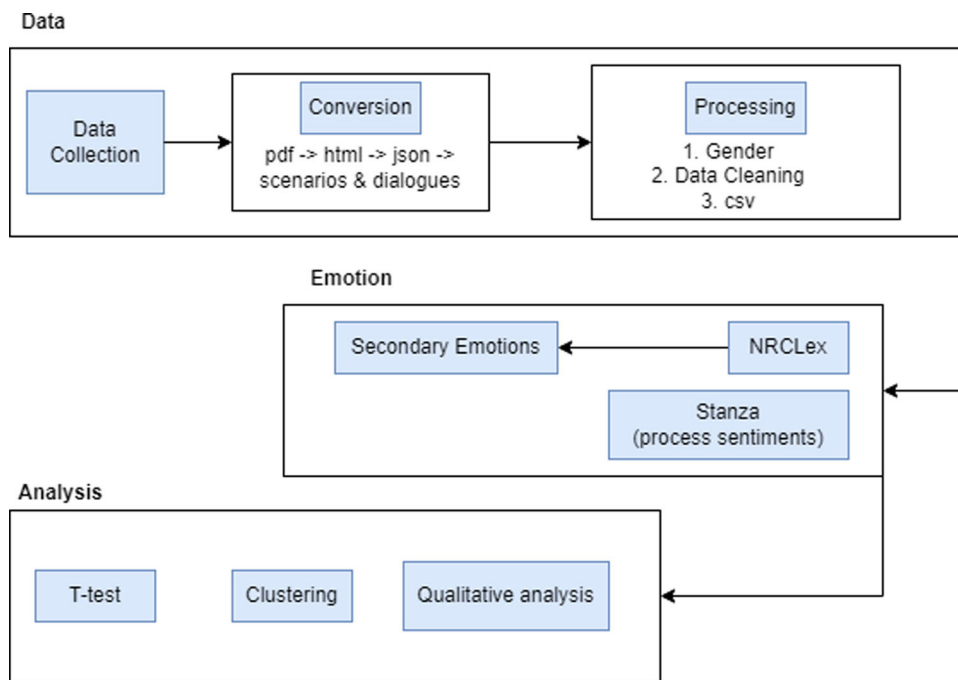 Data
Data
Collection
Conversion
pdf -> html -> json ->
scenarios & dialogues
Processing
1. Gender
2. Data Cleaning
3. csv
Emotion
Secondary Emotions
NRCLex
Stanza
(process sentiments)
Analysis
T-test
Clustering
Qualitative analysis